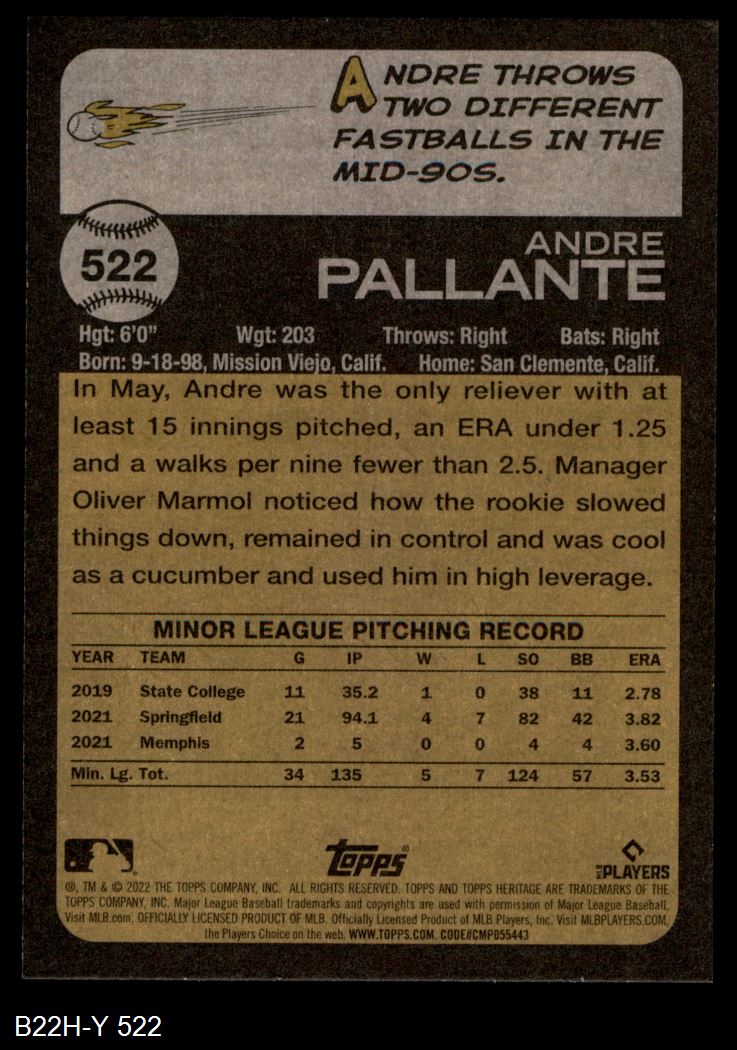 ANDRE THROWS
TWO DIFFERENT
FASTBALLS IN THE
MID-90S.
522
ANDRE
PALLANTE
Hgt: 6'0" Wgt: 203 Throws: Right Bats: Right
Born: 9-18-98, Mission Viejo, Calif. Home: San Clemente, Calif.
In May, Andre was the only reliever with at
least 15 innings pitched, an ERA under 1.25
and a walks per nine fewer than 2.5. Manager
Oliver Marmol noticed how the rookie slowed
things down, remained in control and was cool
as a cucumber and used him in high leverage.
MINOR LEAGUE PITCHING RECORD
YEAR TEAM G IP W L SO BB ERA
2019 State College 11 35.2 1 0 38 11 2.78
2021 Springfield 21 94.1 4 7 82 42 3.82
2021 Memphis 2 5 0 0 4 4 3.60
Min. Lg. Tot. 34 135 5 7 124 57 3.53
Topps®
PLAYERS
®, TM & © 2022 THE TOPPS COMPANY, INC. ALL RIGHTS RESERVED. TOPPS AND TOPPS HERITAGE ARE TRADEMARKS OF THE
TOPPS COMPANY, INC. Major League Baseball trademarks and copyrights are used with permission of Major League Baseball.
Visit MLB.com. OFFICIALLY LICENSED PRODUCT OF MLB. Officially Licensed Product of MLB Players, Inc. Visit MLBPLAYERS.COM,
the Players Choice on the web. WWW.TOPPS.COM. CODE#CMP055443
B22H-Y 522